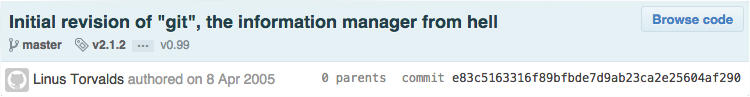 Initial revision of "git", the information manager from hell
Browse code
master v2.1.2 ... v0.99
Linus Torvalds authored on 8 Apr 2005 0 parents commit e83c5163316f89bfbde7d9ab23ca2e25604af290